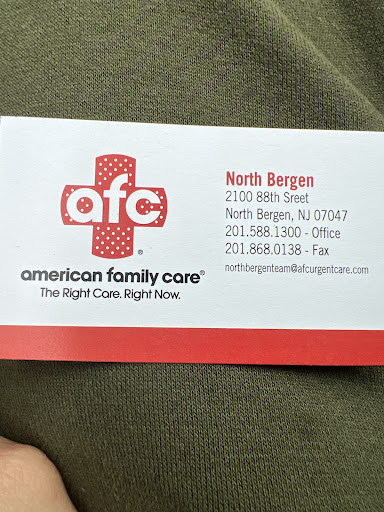 afc
®
american family care®
The Right Care. Right Now.
North Bergen
2100 88th Sreet
North Bergen, NJ 07047
201.588.1300 - Office
201.868.0138 - Fax
northbergenteam@afcurgentcare.com